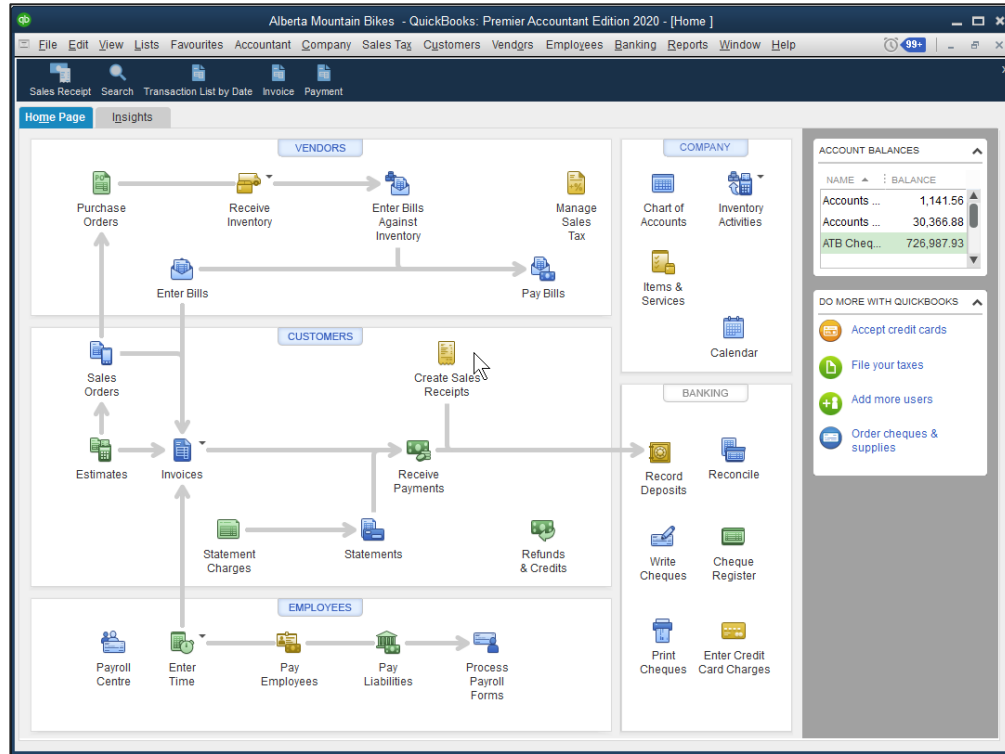 qb
Alberta Mountain Bikes - QuickBooks: Premier Accountant Edition 2020 - [Home ]
File Edit View Lists Favourites Accountant Company Sales Tax Customers Vendors Employees Banking Reports Window Help 99+
Sales Receipt Search Transaction List by Date Invoice Payment
Home Page Insights
VENDORS
Purchase
Orders
Receive
Inventory
Enter Bills
Against
Inventory
Manage
Sales
Tax
Enter Bills
Pay Bills
CUSTOMERS
Sales
Orders
Create Sales
Receipts
Estimates
Invoices
Receive
Payments
Statement
Charges
Statements
Refunds
& Credits
EMPLOYEES
Payroll
Centre
Enter
Time
Pay
Employees
Pay
Liabilities
Process
Payroll
Forms
COMPANY
Chart of
Accounts
Inventory
Activities
Items &
Services
Calendar
BANKING
Record
Deposits
Reconcile
Write
Cheques
Cheque
Register
Print
Cheques
Enter Credit
Card Charges
ACCOUNT BALANCES
NAME BALANCE
Accounts ... 1,141.56
Accounts ... 30,366.88
ATB Cheq... 726,987.93
DO MORE WITH QUICKBOOKS
Accept credit cards
File your taxes
Add more users
Order cheques &
supplies